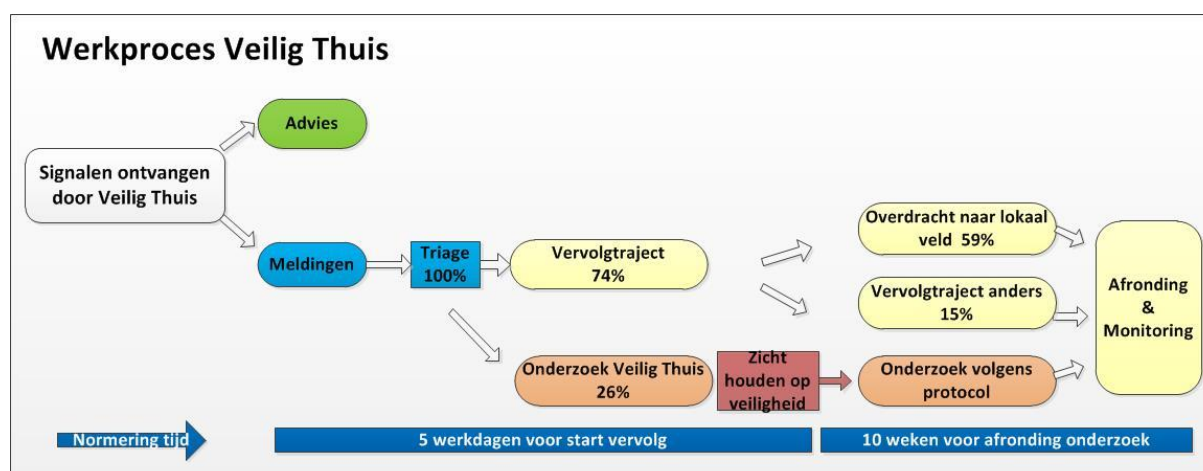 Werkproces Veilig Thuis
Advies
Signalen ontvangen
door Veilig Thuis
Meldingen
Triage
100%
Vervolgtraject
74%
Overdracht naar lokaal
veld 59%
Vervolgtraject anders
15%
Afronding
&
Monitoring
Onderzoek Veilig Thuis
26%
Zicht
houden op
veiligheid
Onderzoek volgens
protocol
Normering tijd
5 werkdagen voor start vervolg
10 weken voor afronding onderzoek